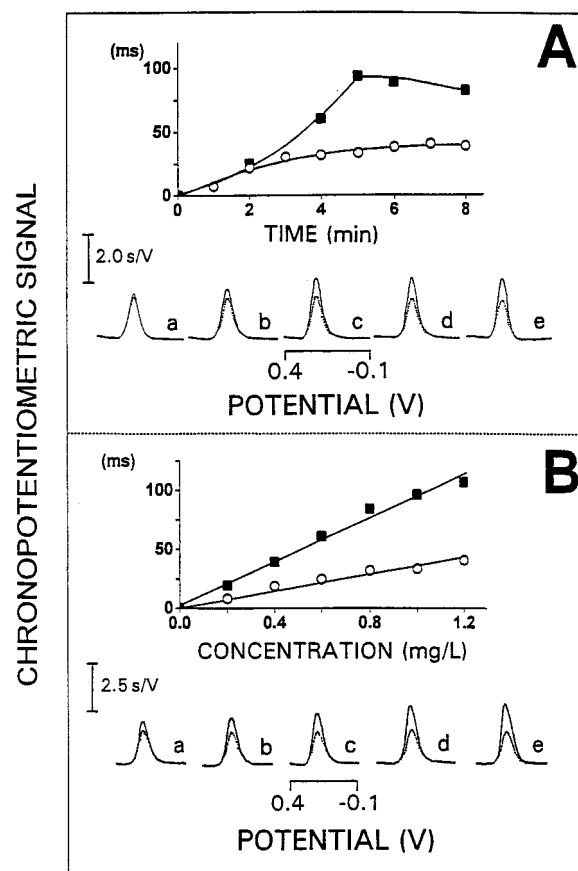 CHRONOPOTENTIOMETRIC SIGNAL
A
(ms)
100
50
0
0 2 4 6 8
TIME (min)
2.0 s/V
a b c d e
0.4 -0.1
POTENTIAL (V)
B
(ms)
100
50
0
0.0 0.4 0.8 1.2
CONCENTRATION (mg/L)
2.5 s/V
a b c d e
0.4 -0.1
POTENTIAL (V)